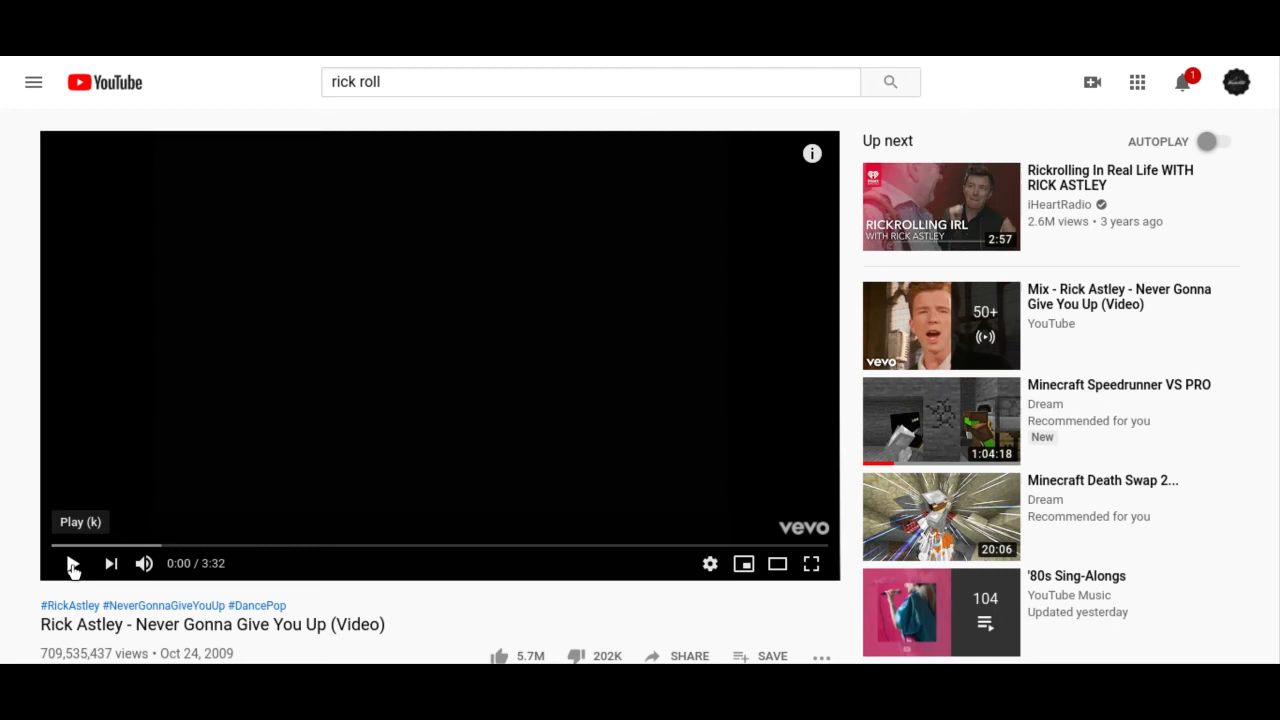 YouTube
rick roll
1
i
Play (k)
vevo
0:00 / 3:32
#RickAstley #NeverGonnaGiveYouUp #DancePop
Rick Astley - Never Gonna Give You Up (Video)
709,535,437 views • Oct 24, 2009
5.7M
202K
SHARE
SAVE
Up next
AUTOPLAY
RICKROLLING IRL
WITH RICK ASTLEY
2:57
Rickrolling In Real Life WITH
RICK ASTLEY
iHeartRadio
2.6M views • 3 years ago
50+
vevo
Mix - Rick Astley - Never Gonna
Give You Up (Video)
YouTube
1:04:18
Minecraft Speedrunner VS PRO
Dream
Recommended for you
New
20:06
Minecraft Death Swap 2...
Dream
Recommended for you
104
'80s Sing-Alongs
YouTube Music
Updated yesterday